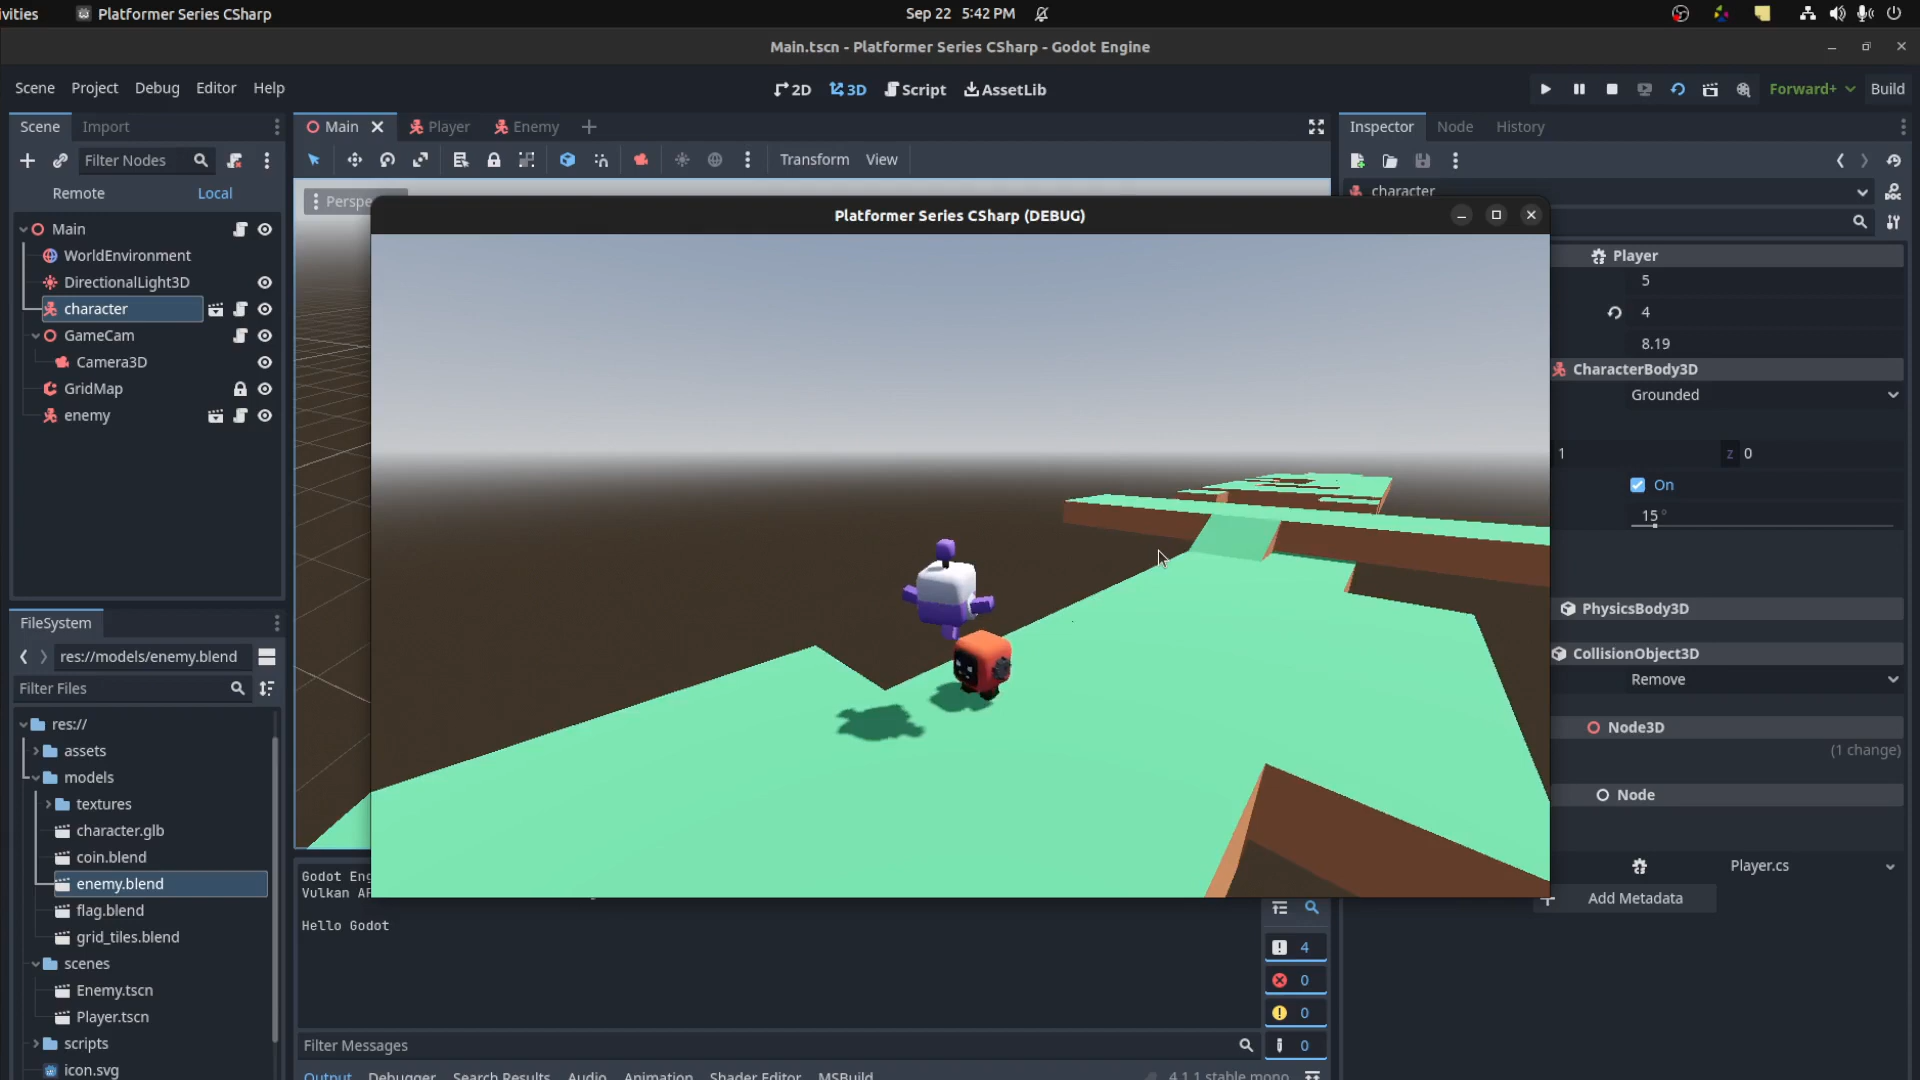 ivities
Platformer Series CSharp
Sep 22 5:42 PM
Main.tscn - Platformer Series CSharp - Godot Engine
Scene Project Debug Editor Help
2D 3D Script AssetLib
Forward+ Build
Scene Import
Main Player Enemy
Inspector Node History
Filter Nodes
Transform View
Remote Local
Perspe
character
Platformer Series CSharp (DEBUG)
Main
WorldEnvironment
DirectionalLight3D
character
GameCam
Camera3D
GridMap
enemy
Player
5
4
8.19
CharacterBody3D
Grounded
1 z 0
On
15 °
PhysicsBody3D
CollisionObject3D
Remove
Node3D
(1 change)
Node
Player.cs
Add Metadata
FileSystem
res://models/enemy.blend
Filter Files
res://
assets
models
textures
character.glb
coin.blend
enemy.blend
flag.blend
grid_tiles.blend
scenes
Enemy.tscn
Player.tscn
scripts
icon.svg
Godot Eng
Vulkan AP
Hello Godot
4
0
0
0
Filter Messages
Output Debugger Search Results Audio Animation Shader Editor MSBuild
4.1.1.stable.mono